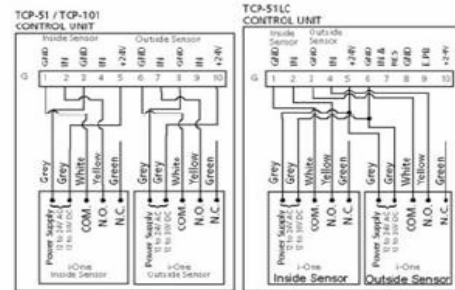 TCP-51 / TCP-101
CONTROL UNIT
Inside Sensor
Outside Sensor
GND IN GND IN +24V GND IN GND IN +24V
G 1 2 3 4 5 6 7 8 9 10
Grey Grey White Yellow Green Grey Grey White Yellow Green
Power Supply
12 to 24V AC
12 to 30V DC
COM.
N.O.
N.C.
Power Supply
12 to 24V AC
12 to 30V DC
COM.
N.O.
N.C.
i-One
Inside Sensor
i-One
Outside Sensor
TCP-51LC
CONTROL UNIT
Inside
Sensor
Outside
Sensor
GND IN GND IN +24V GND IN & RES GND E.P.B
G 1 2 3 4 5 6 7 8 9 10
Grey Grey White Yellow Green Grey Grey White Yellow Green
Power Supply
12 to 24V AC
12 to 30V DC
COM.
N.O.
N.C.
Power Supply
12 to 24V AC
12 to 30V DC
COM.
N.O.
N.C.
i-One
Inside Sensor
i-One
Outside Sensor